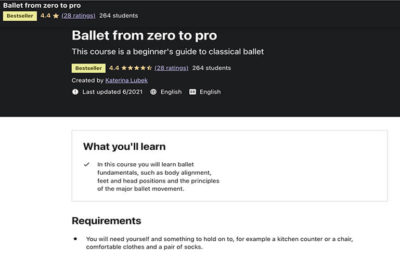 Ballet from zero to pro
Bestseller 4.4 ★ (28 ratings) 264 students
Ballet from zero to pro
This course is a beginner's guide to classical ballet
Bestseller 4.4 (28 ratings) 264 students
Created by Katerina Lubek
Last updated 6/2021 English English
What you'll learn
In this course you will learn ballet
fundamentals, such as body alignment,
feet and head positions and the principles
of the major ballet movement.
Requirements
You will need yourself and something to hold on to, for example a kitchen counter or a chair,
comfortable clothes and a pair of socks.